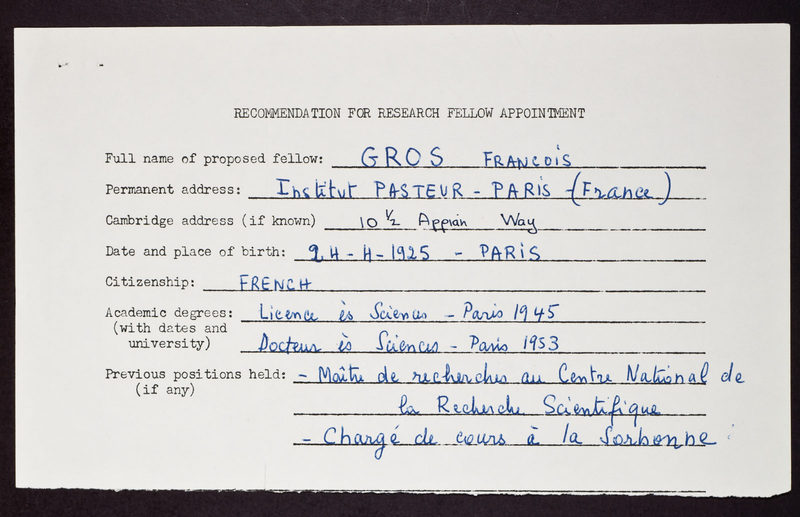 RECOMMENDATION FOR RESEARCH FELLOW APPOINTMENT
Full name of proposed fellow: GROS FRANCOIS
Permanent address: Institut PASTEUR - PARIS - (France)
Cambridge address (if known) 10 ½ Appian Way
Date and place of birth: 24-4-1925 - PARIS
Citizenship: FRENCH
Academic degrees: Licence ès Sciences - Paris 1945
(with dates and
university) Docteur ès Sciences - Paris 1953
Previous positions held: - Maître de recherches au Centre National de
(if any)
la Recherche Scientifique
- Chargé de cours à la Sorbonne.